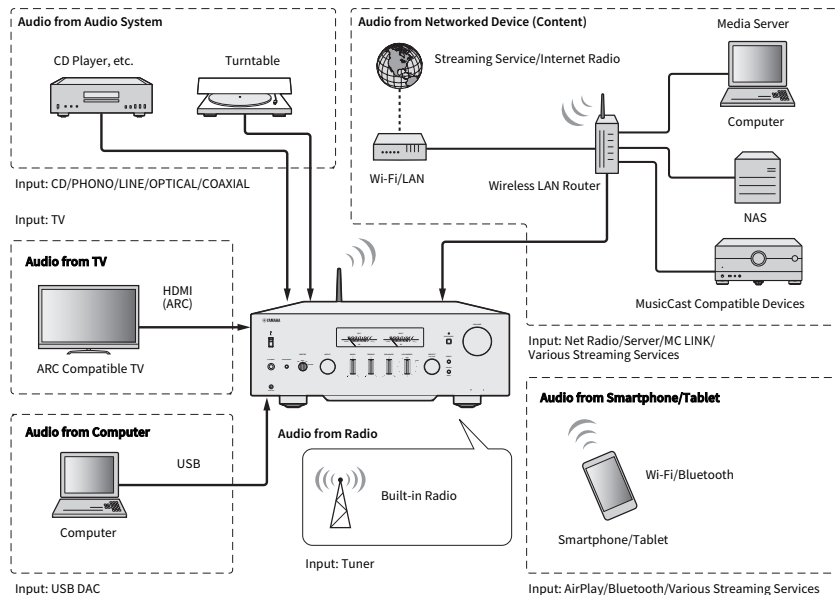 Audio from Audio System
CD Player, etc.
Turntable
Input: CD/PHONO/LINE/OPTICAL/COAXIAL
Input: TV
Audio from TV
HDMI
(ARC)
ARC Compatible TV
Audio from Computer
USB
Computer
Input: USB DAC
Audio from Networked Device (Content)
Streaming Service/Internet Radio
Wi-Fi/LAN
Wireless LAN Router
Media Server
Computer
NAS
MusicCast Compatible Devices
Input: Net Radio/Server/MC LINK/
Various Streaming Services
YAMAHA
Audio from Radio
Built-in Radio
Input: Tuner
Audio from Smartphone/Tablet
Wi-Fi/Bluetooth
Smartphone/Tablet
Input: AirPlay/Bluetooth/Various Streaming Services